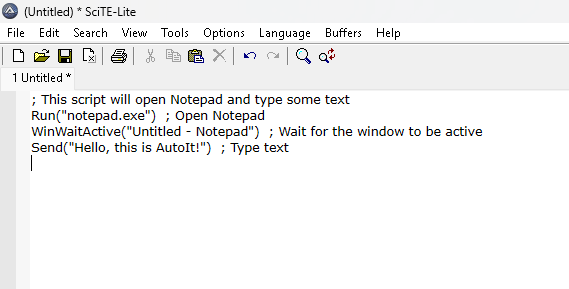 (Untitled) * SciTE-Lite
File Edit Search View Tools Options Language Buffers Help
1 Untitled *
; This script will open Notepad and type some text
Run("notepad.exe")  ; Open Notepad
WinWaitActive("Untitled - Notepad")  ; Wait for the window to be active
Send("Hello, this is AutoIt!")  ; Type text